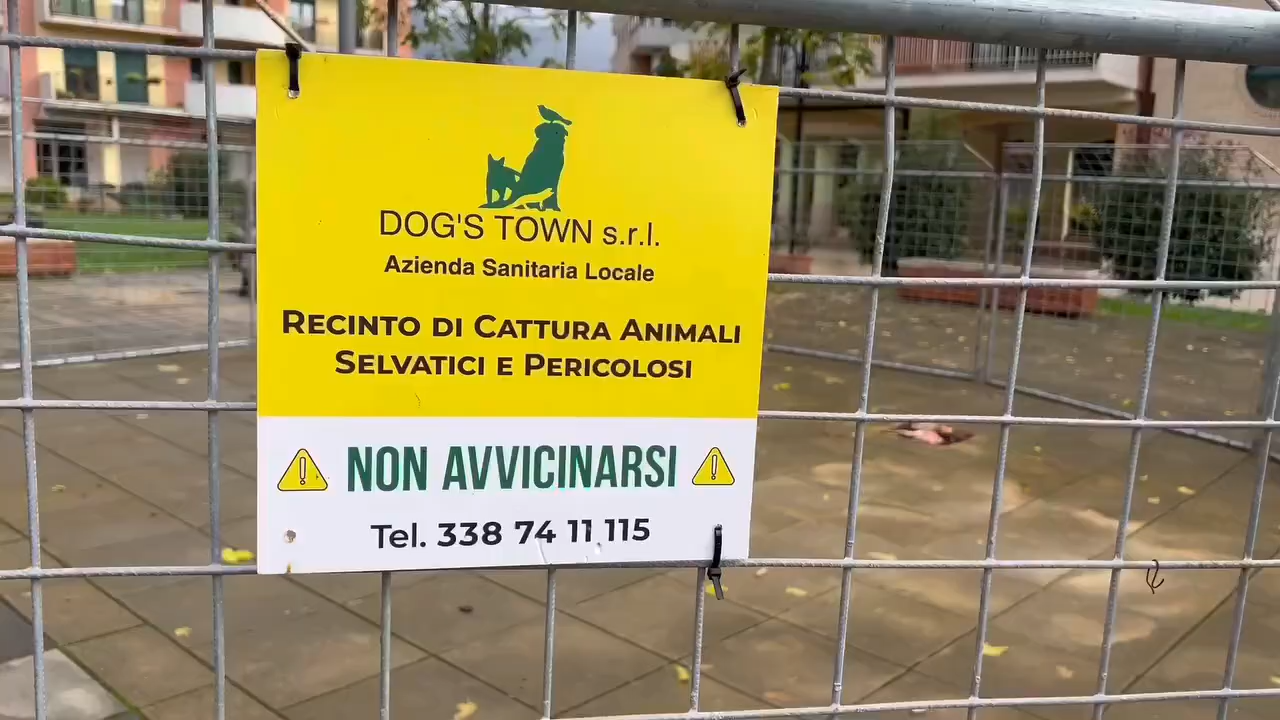 DOG'S TOWN s.r.l.
Azienda Sanitaria Locale
RECINTO DI CATTURA ANIMALI
SELVATICI E PERICOLOSI
NON AVVICINARSI
Tel. 338 74 11 115